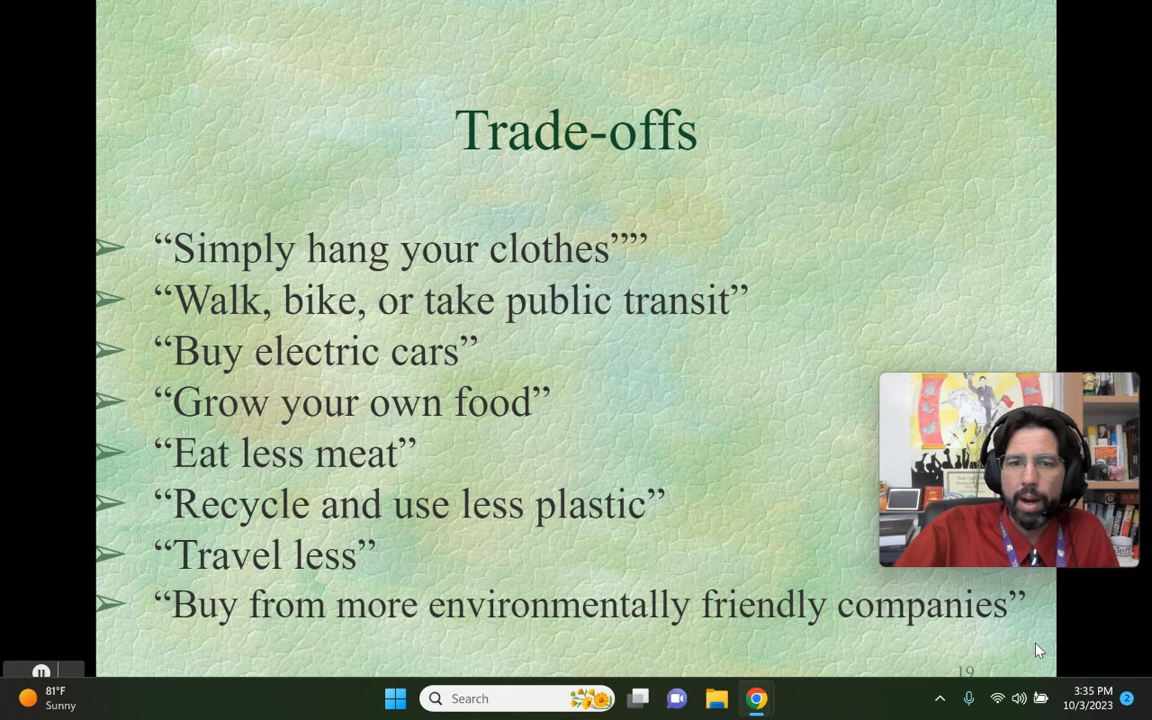 Trade-offs
“Simply hang your clothes””
“Walk, bike, or take public transit”
“Buy electric cars”
“Grow your own food”
“Eat less meat”
“Recycle and use less plastic”
“Travel less”
“Buy from more environmentally friendly companies”
19
81°F
Sunny
Search
3:35 PM
10/3/2023
2